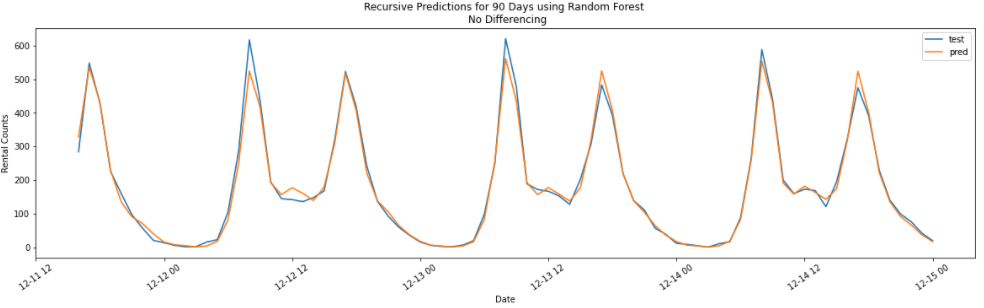 Recursive Predictions for 90 Days using Random Forest
No Differencing
test
pred
Rental Counts
600
500
400
300
200
100
0
12-11 12
12-12 00
12-12 12
12-13 00
12-13 12
12-14 00
12-14 12
12-15 00
Date